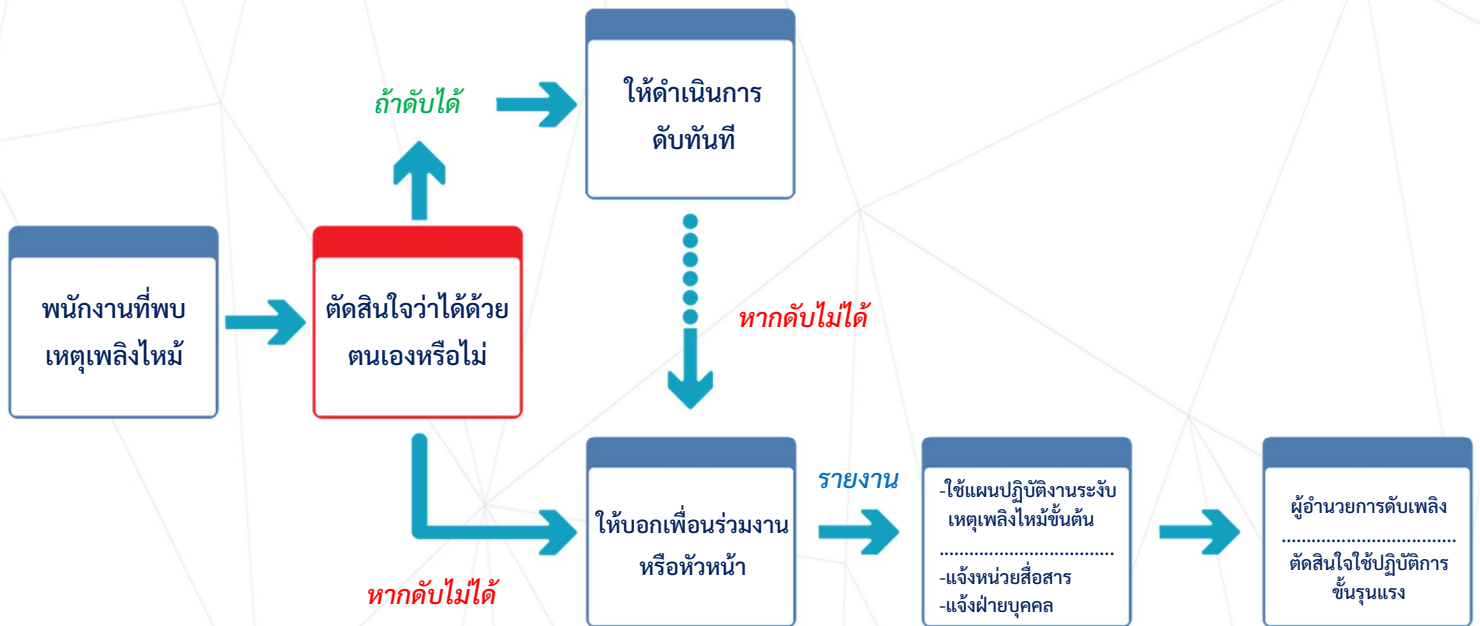 ถ้าดับได้
ให้ดำเนินการ
ดับทันที
พนักงานที่พบ
เหตุเพลิงไหม้
ตัดสินใจว่าได้ด้วย
ตนเองหรือไม่
หากดับไม่ได้
หากดับไม่ได้
ให้บอกเพื่อนร่วมงาน
หรือหัวหน้า
รายงาน
-ใช้แผนปฏิบัติงานระงับ
เหตุเพลิงไหม้ขั้นต้น
...................................
-แจ้งหน่วยสื่อสาร
-แจ้งฝ่ายบุคคล
ผู้อำนวยการดับเพลิง
...................................
ตัดสินใจใช้ปฏิบัติการ
ขั้นรุนแรง